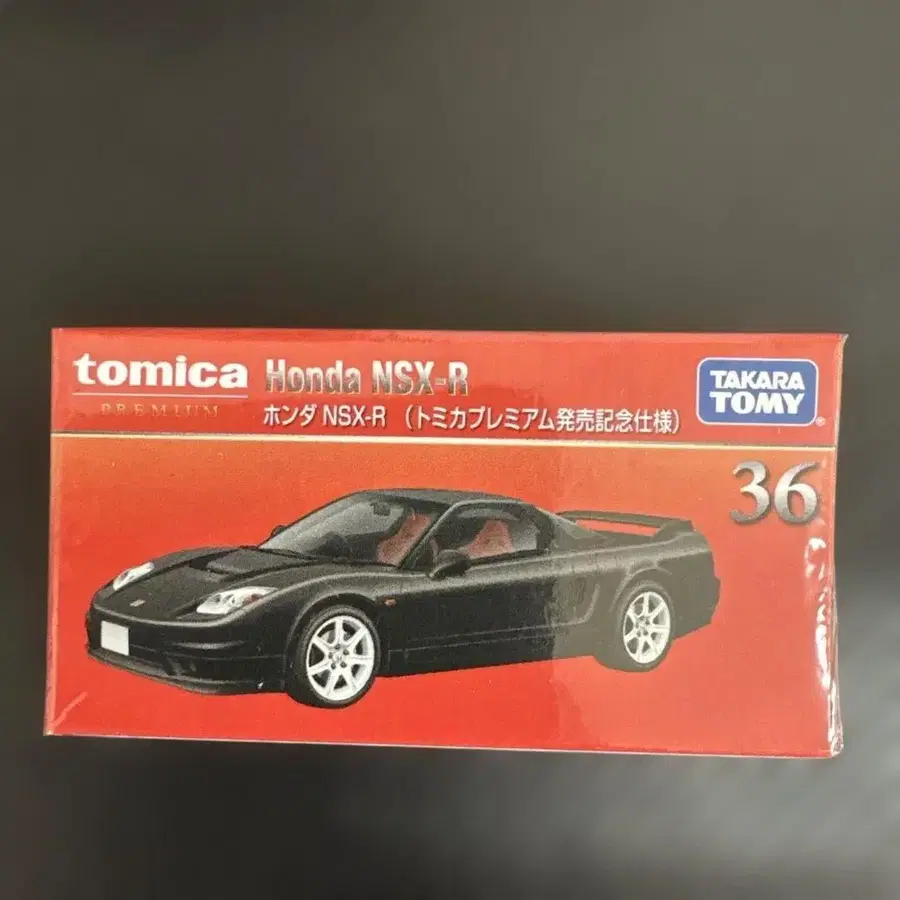 tomica
PREMIUM
Honda NSX-R
ホンダ NSX-R （トミカプレミアム発売記念仕様）
TAKARA
TOMY
36